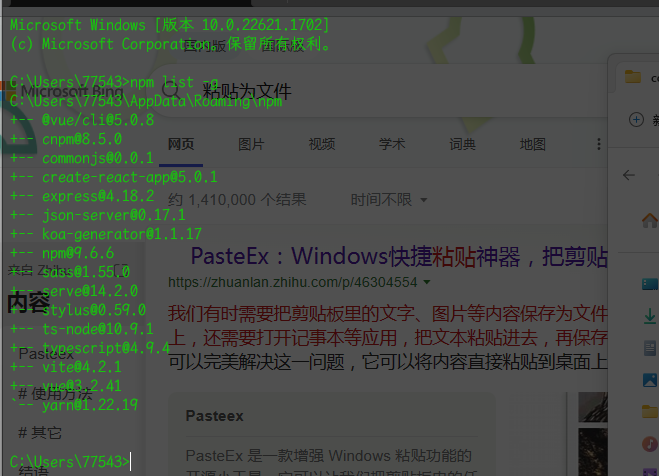 Microsoft Windows [版本 10.0.22621.1702]
(c) Microsoft Corporation。保留所有权利。
C:\Users\77543>npm list -g
C:\Users\77543\AppData\Roaming\npm
+-- @vue/cli@5.0.8
+-- cnpm@8.5.0
+-- commonjs@0.0.1
+-- create-react-app@5.0.1
+-- express@4.18.2
+-- json-server@0.17.1
+-- koa-generator@1.1.17
+-- npm@9.6.6
+-- sass@1.55.0
+-- serve@14.2.0
+-- stylus@0.59.0
+-- ts-node@10.9.1
+-- typescript@4.9.4
+-- vite@4.2.1
+-- vue@3.2.41
`-- yarn@1.22.19
C:\Users\77543>
Microsoft Bing
粘贴为文件
网页 图片 视频 学术 词典 地图
约 1,410,000 个结果 时间不限
PasteEx：Windows快捷粘贴神器，把剪贴
https://zhuanlan.zhihu.com/p/46304554
我们有时需要把剪贴板里的文字、图片等内容保存为文件
上，还需要打开记事本等应用，把文本粘贴进去，再保存
可以完美解决这一问题，它可以将内容直接粘贴到桌面上
内容
Pasteex
# 使用方法
# 其它
结语
Pasteex
PasteEx 是一款增强 Windows 粘贴功能的